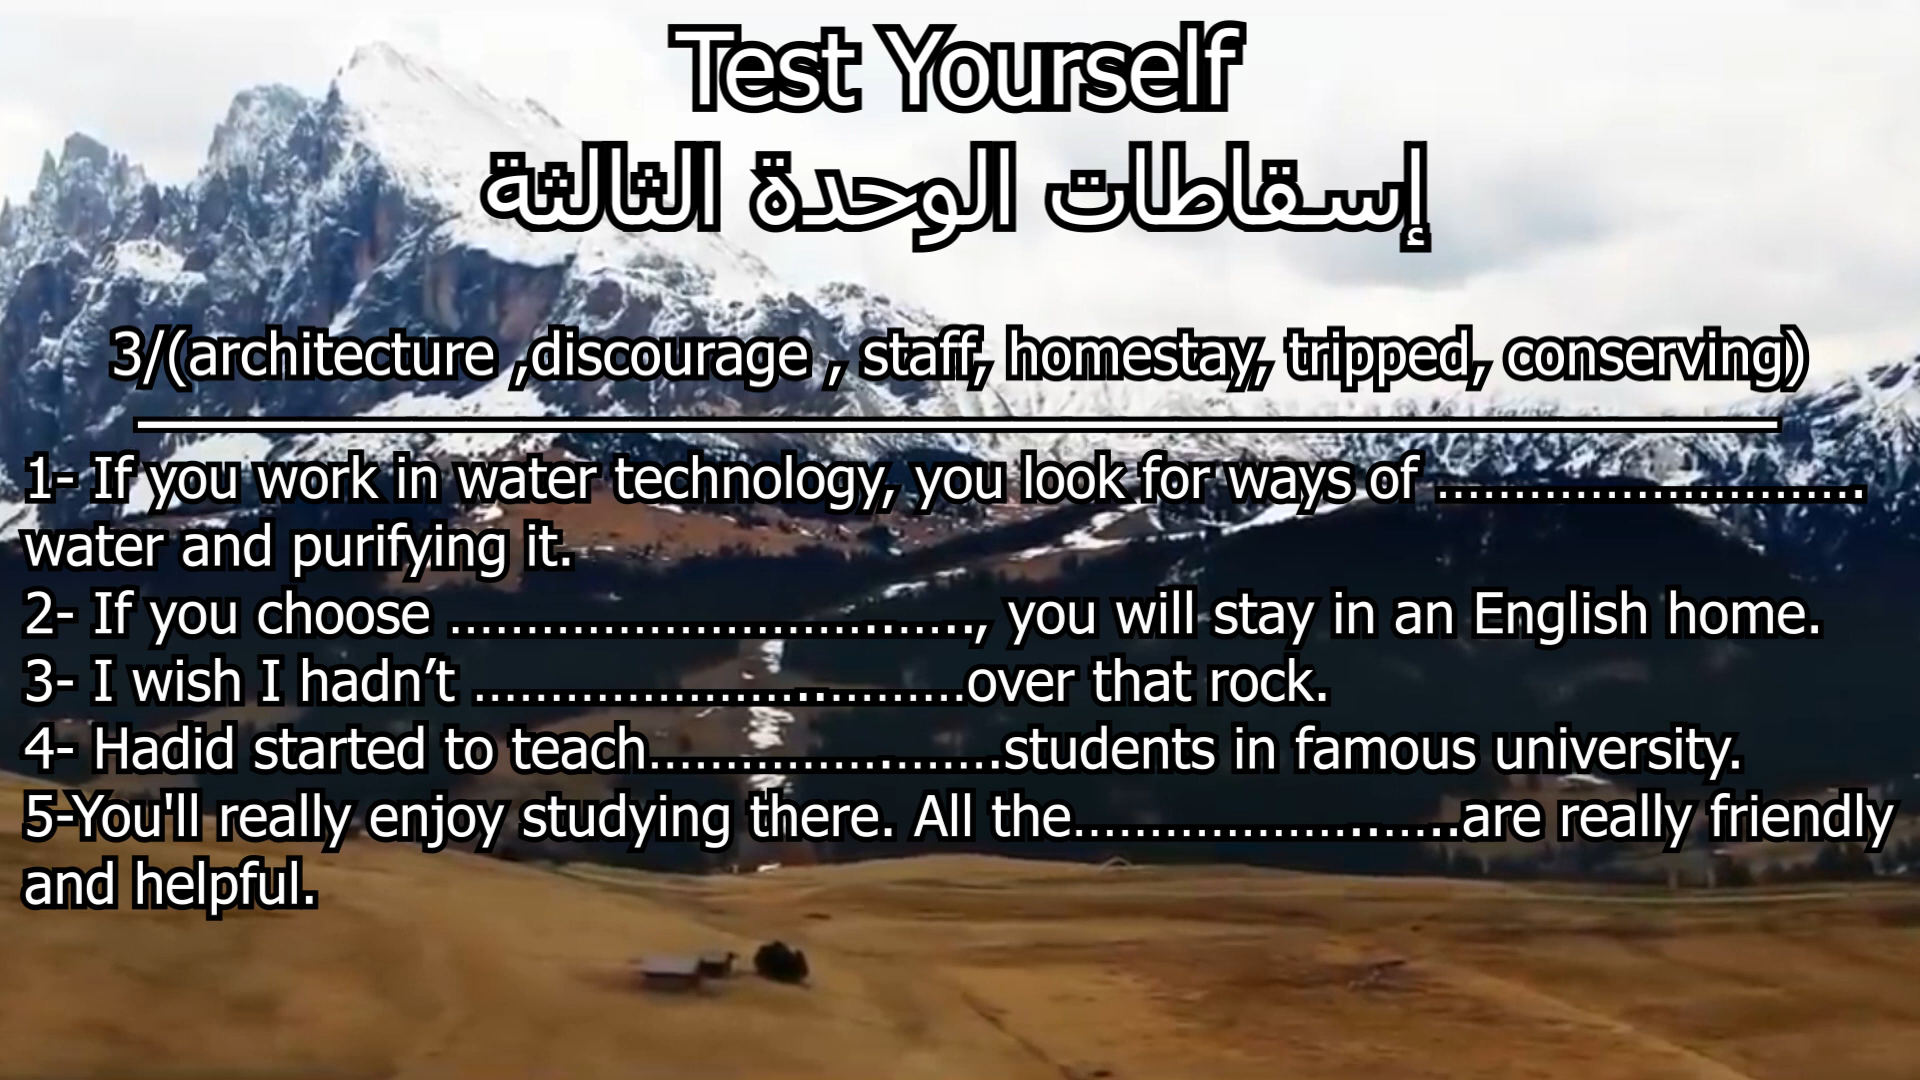 Test Yourself
إسقاطات الوحدة الثالثة
3/(architecture ,discourage , staff, homestay, tripped, conserving)
1- If you work in water technology, you look for ways of ……………………….
water and purifying it.
2- If you choose …………………………….., you will stay in an English home.
3- I wish I hadn’t …………………..………over that rock.
4- Hadid started to teach…………….…….students in famous university.
5-You'll really enjoy studying there. All the……………….…..are really friendly
and helpful.